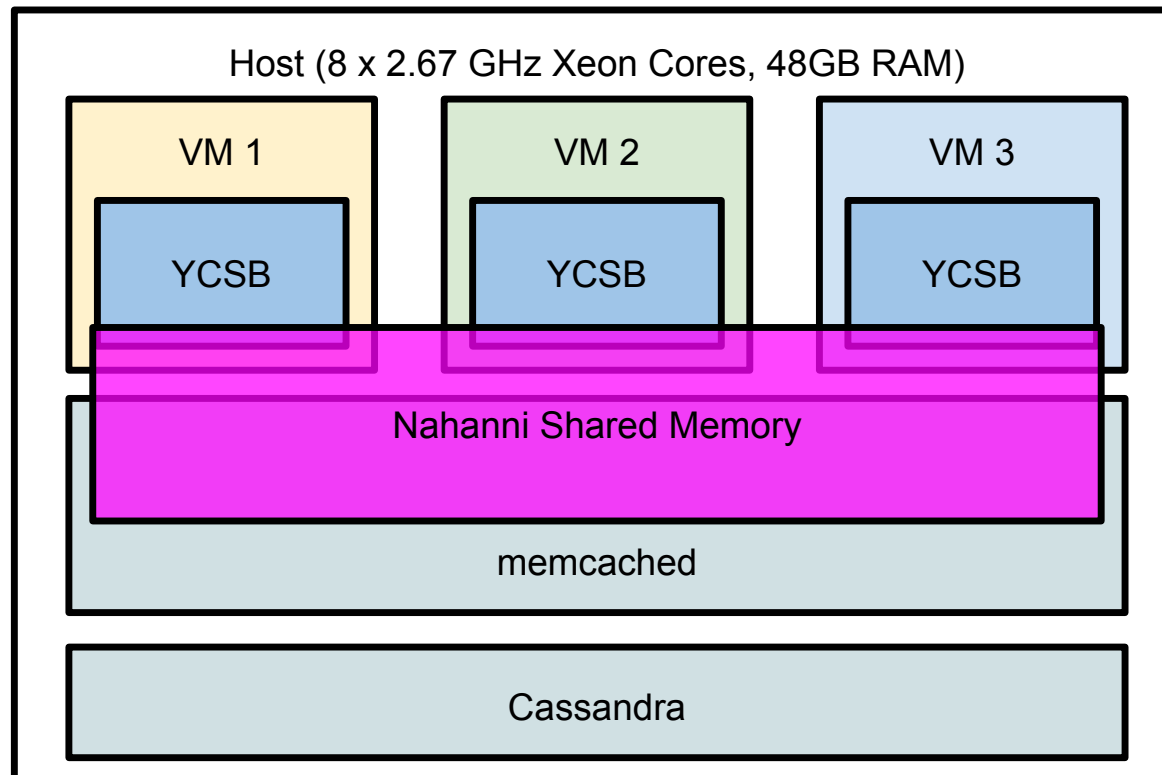 Host (8 x 2.67 GHz Xeon Cores, 48GB RAM)
VM 1
VM 2
VM 3
YCSB
YCSB
YCSB
Nahanni Shared Memory
memcached
Cassandra